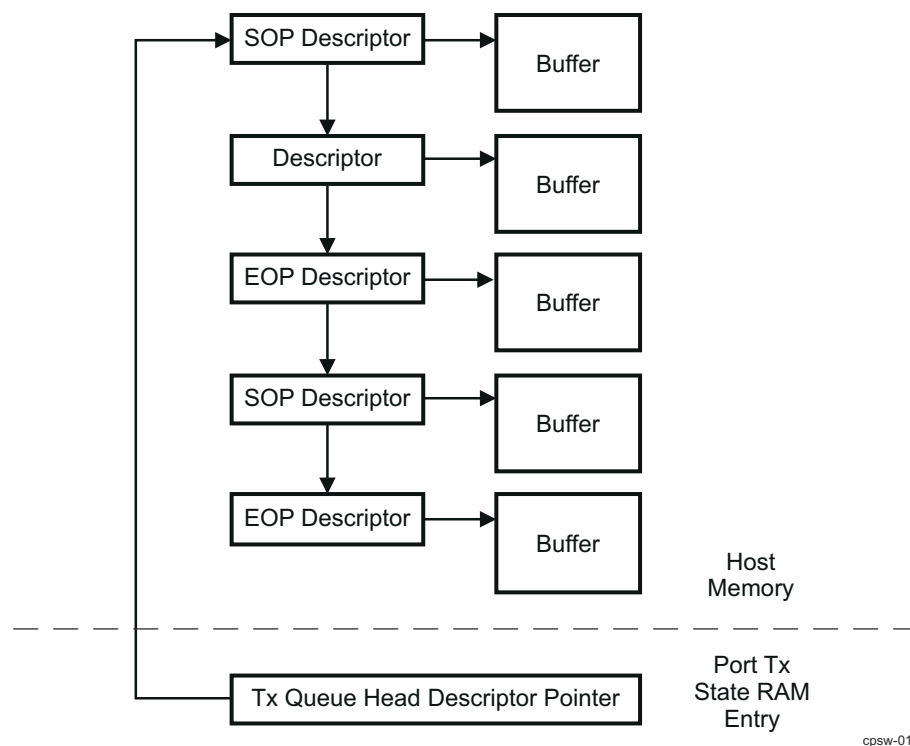 SOP Descriptor
Buffer
Descriptor
Buffer
EOP Descriptor
Buffer
SOP Descriptor
Buffer
EOP Descriptor
Buffer
Host
Memory
Tx Queue Head Descriptor Pointer
Port Tx
State RAM
Entry
cpsw-01